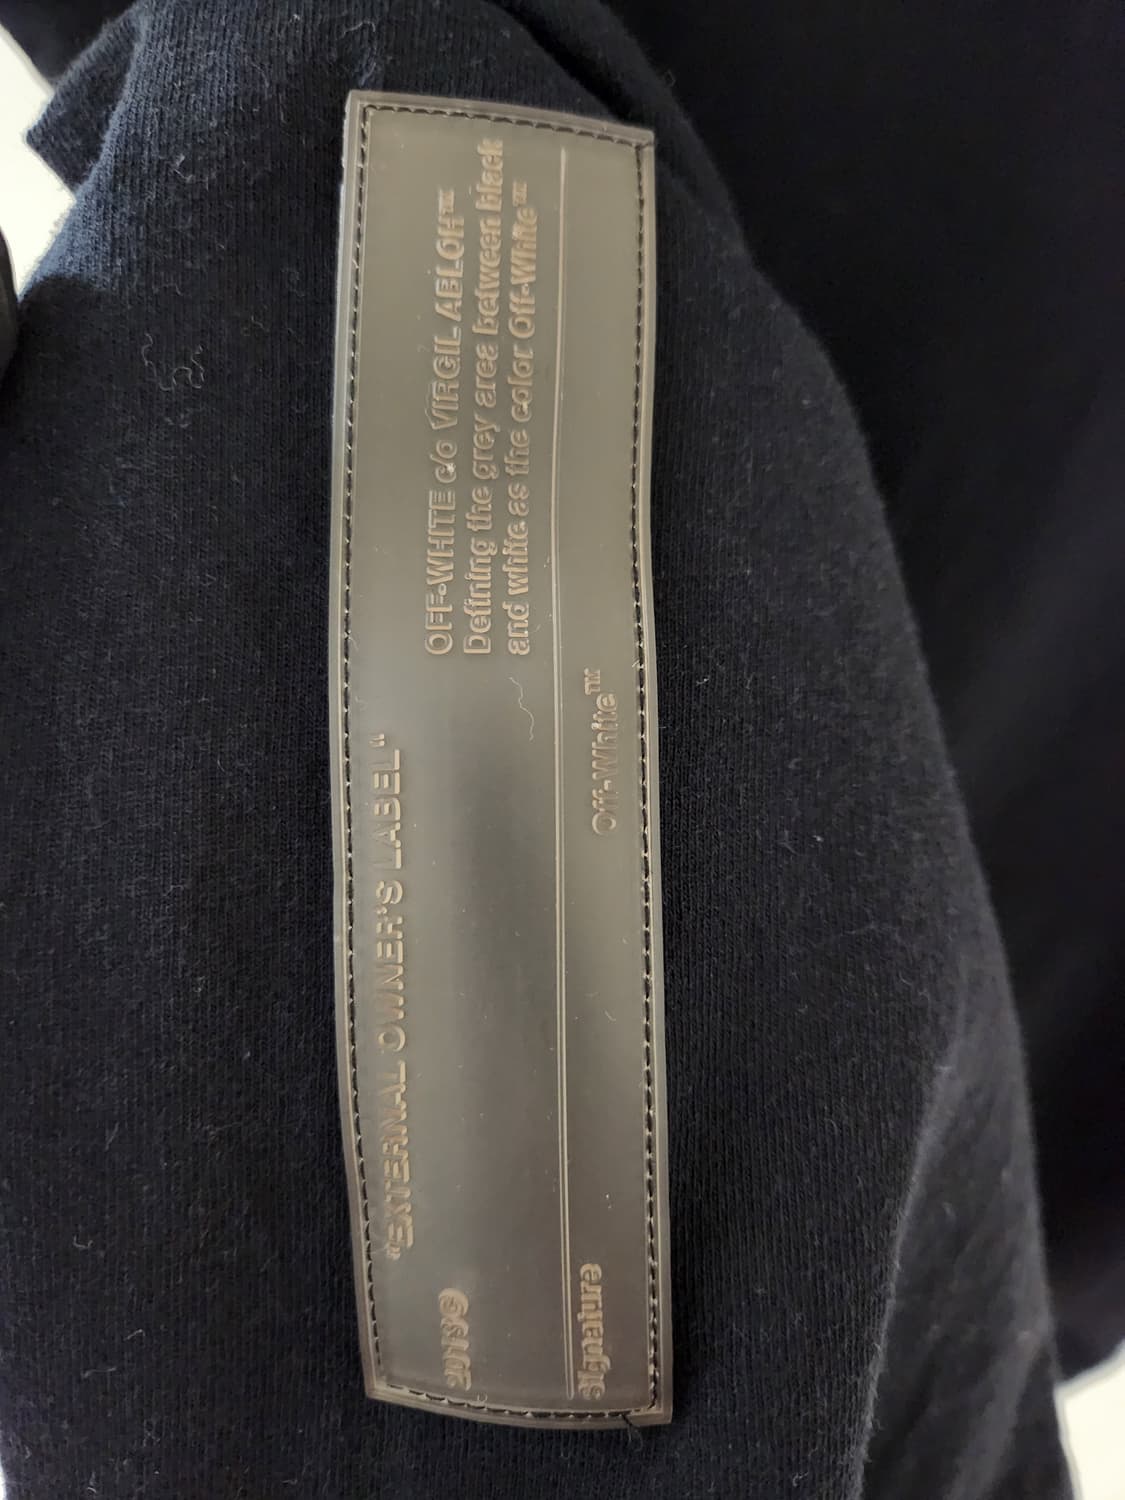 "EXTERNAL OWNER'S LABEL"
OFF-WHITE c/o VIRGIL ABLOH™
Defining the grey area between black
and white as the color Off-White™
Off-White™
Signature